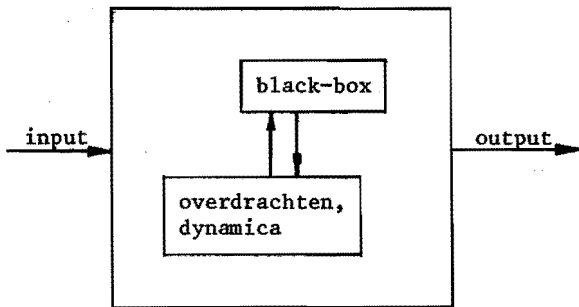 black-box
input
output
overdrachten,
dynamica